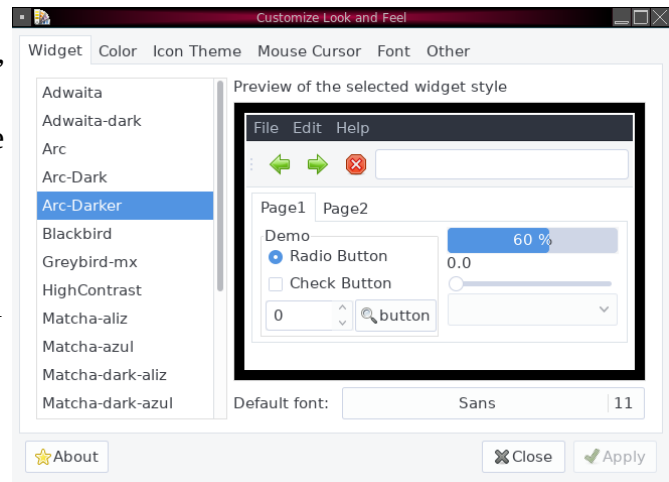 Customize Look and Feel
Widget Color Icon Theme Mouse Cursor Font Other
Preview of the selected widget style
Adwaita
Adwaita-dark
Arc
Arc-Dark
Arc-Darker
Blackbird
Greybird-mx
HighContrast
Matcha-aliz
Matcha-azul
Matcha-dark-aliz
Matcha-dark-azul
File Edit Help
Page1 Page2
Demo
Radio Button
Check Button
0 button
60 %
0.0
Default font: Sans 11
About Close Apply